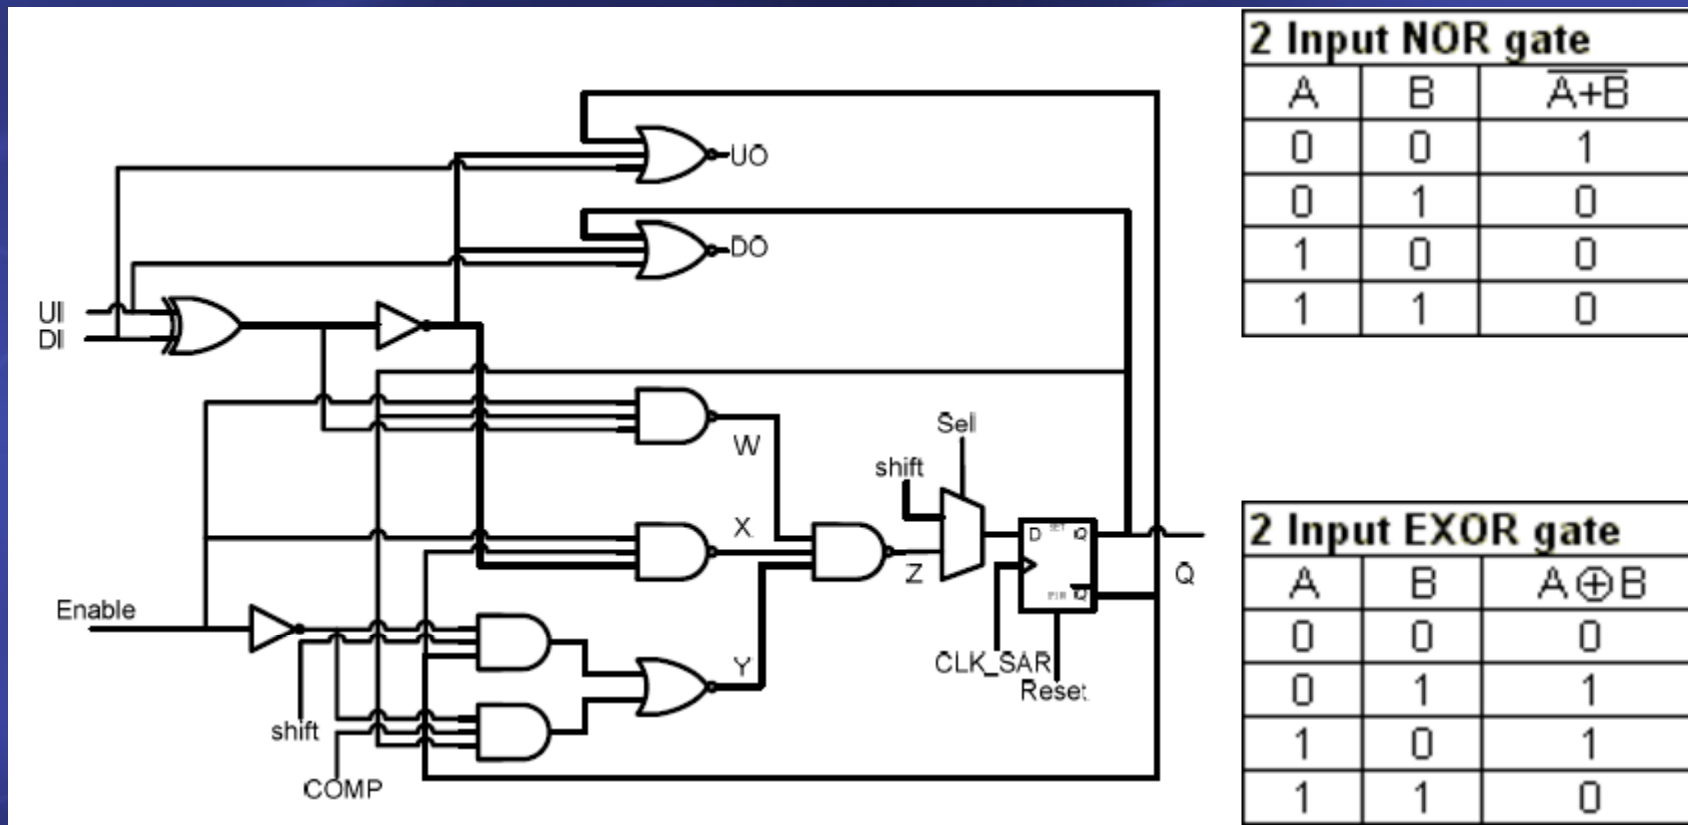 UO
DO
UI
DI
W
Sel
shift
X
D SET Q
Z
Q
Enable
Q
CLK_SAR
Y
Reset
shift
COMP
2 Input NOR gate
A B A+B
0 0 1
0 1 0
1 0 0
1 1 0
2 Input EXOR gate
A B A⊕B
0 0 0
0 1 1
1 0 1
1 1 0